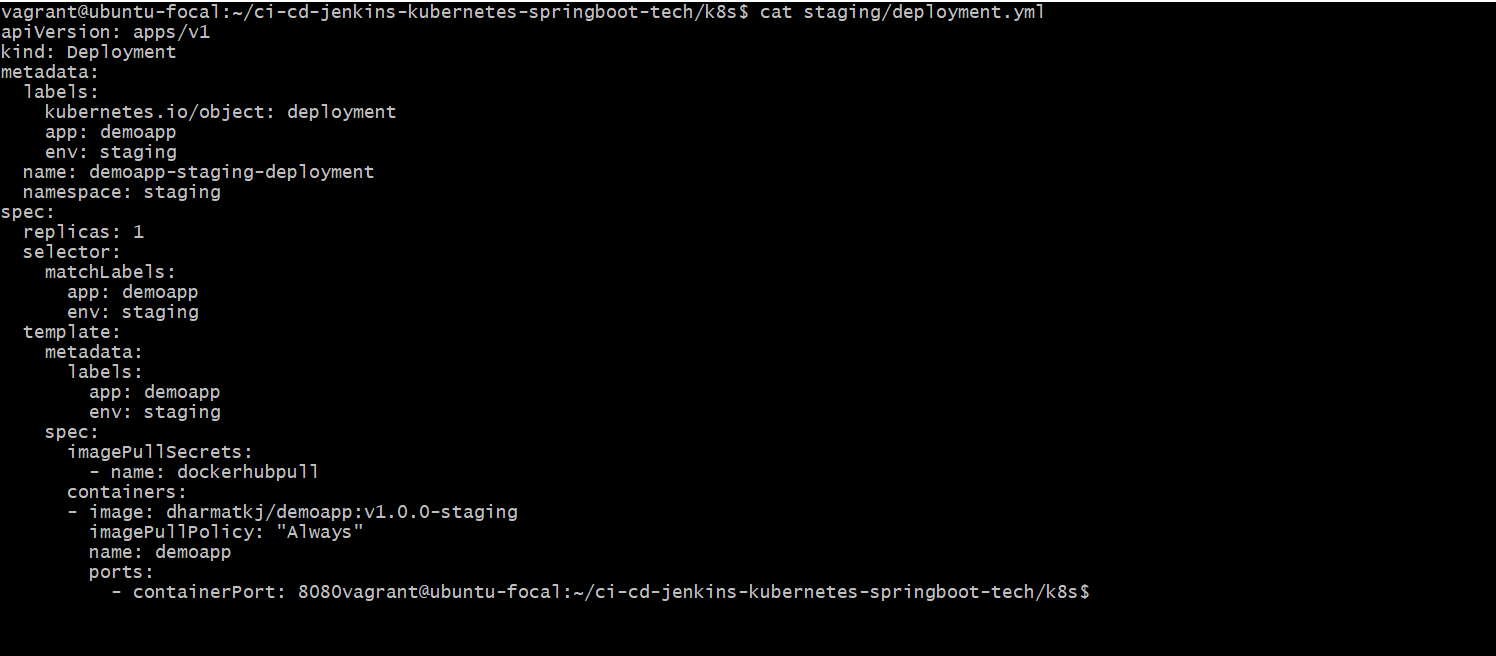 vagrant@ubuntu-focal:~/ci-cd-jenkins-kubernetes-springboot-tech/k8s$ cat staging/deployment.yml
apiVersion: apps/v1
kind: Deployment
metadata:
  labels:
    kubernetes.io/object: deployment
    app: demoapp
    env: staging
  name: demoapp-staging-deployment
  namespace: staging
spec:
  replicas: 1
  selector:
    matchLabels:
      app: demoapp
      env: staging
  template:
    metadata:
      labels:
        app: demoapp
        env: staging
    spec:
      imagePullSecrets:
        - name: dockerhubpull
      containers:
      - image: dharmatkj/demoapp:v1.0.0-staging
        imagePullPolicy: "Always"
        name: demoapp
        ports:
          - containerPort: 8080vagrant@ubuntu-focal:~/ci-cd-jenkins-kubernetes-springboot-tech/k8s$